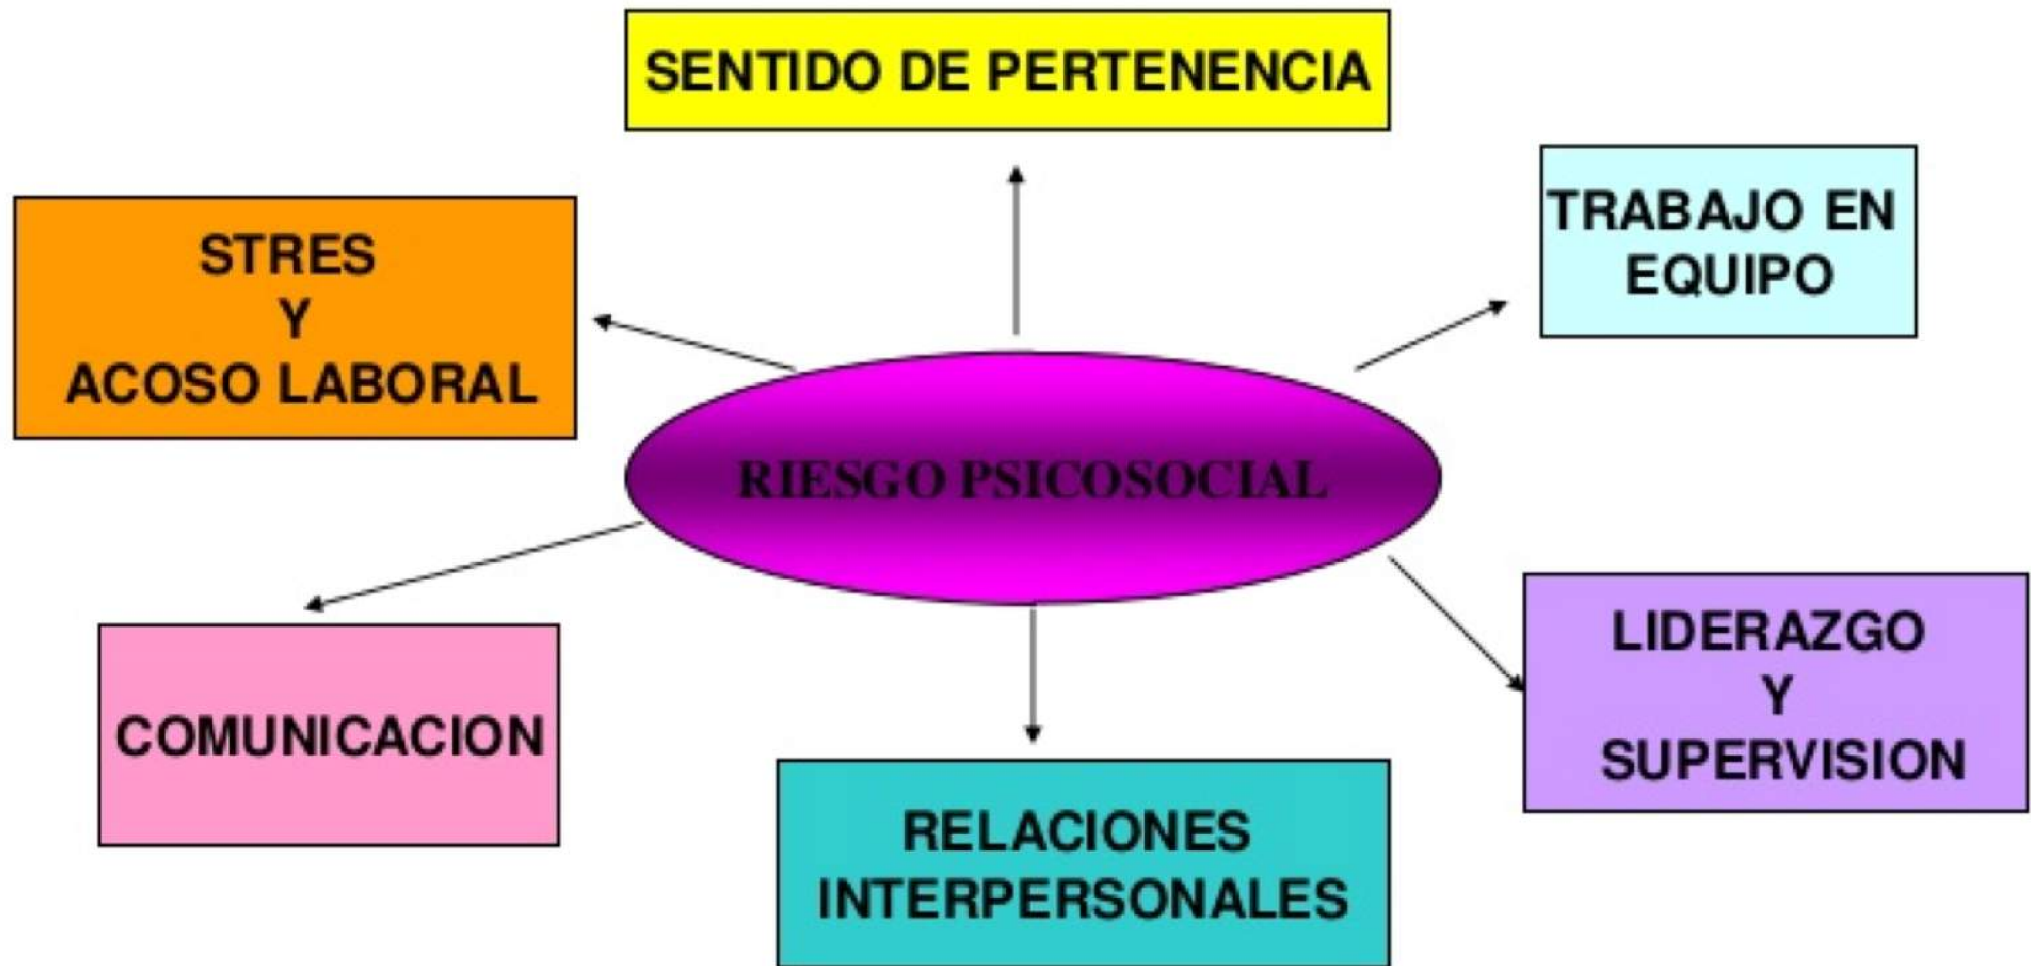 SENTIDO DE PERTENENCIA
TRABAJO EN
EQUIPO
STRES
Y
ACOSO LABORAL
RIESGO PSICOSOCIAL
LIDERAZGO
Y
SUPERVISION
COMUNICACION
RELACIONES
INTERPERSONALES